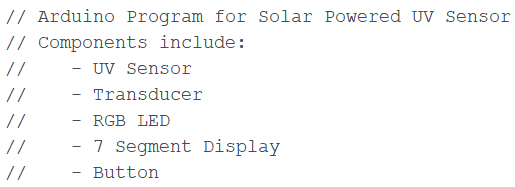 // Arduino Program for Solar Powered UV Sensor
// Components include:
//    - UV Sensor
//    - Transducer
//    - RGB LED
//    - 7 Segment Display
//    - Button